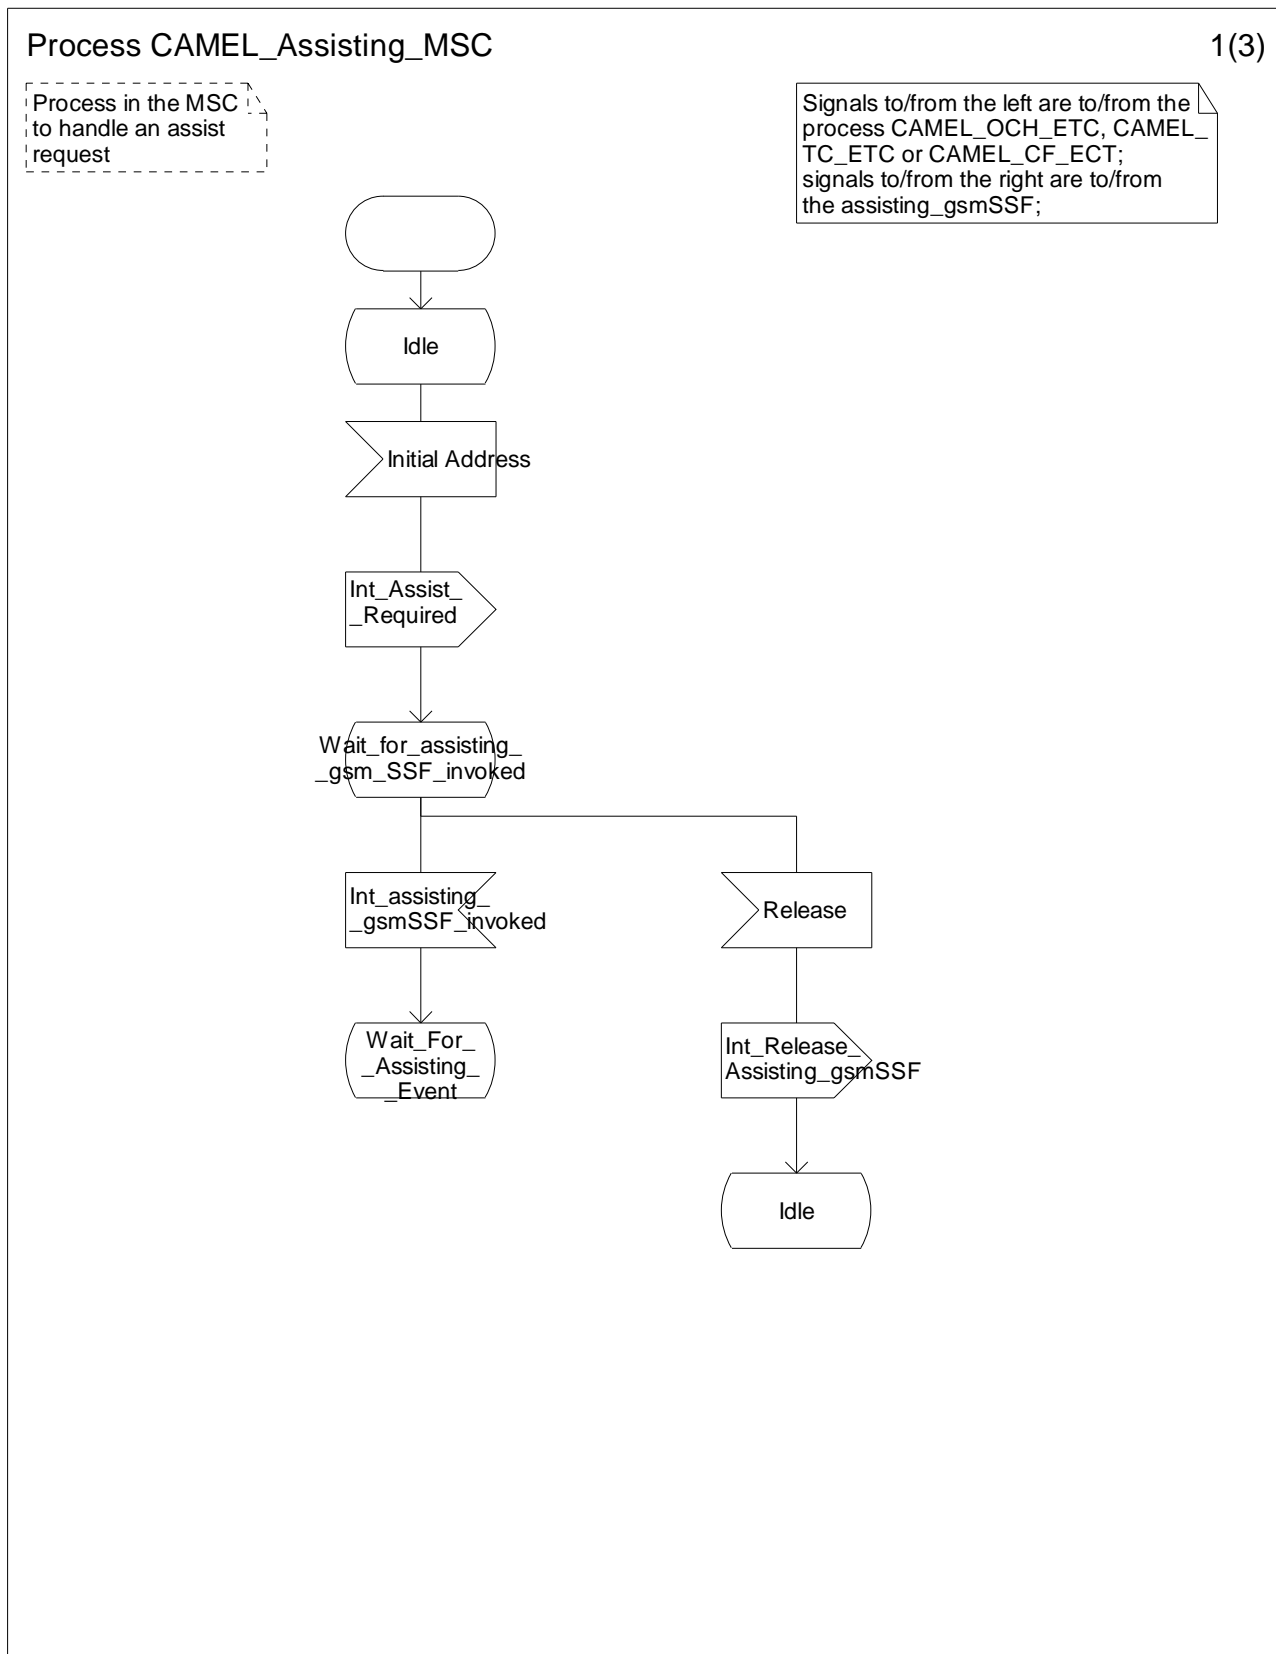 Process CAMEL_Assisting_MSC
1(3)
Process in the MSC
to handle an assist
request
Signals to/from the left are to/from the
process CAMEL_OCH_ETC, CAMEL_
TC_ETC or CAMEL_CF_ECT;
signals to/from the right are to/from
the assisting_gsmSSF;
Idle
Initial Address
Int_Assist_
_Required
Wait_for_assisting_
_gsm_SSF_invoked
Int_assisting_
_gsmSSF_invoked
Release
Wait_For_
_Assisting_
_Event
Int_Release_
Assisting_gsmSSF
Idle